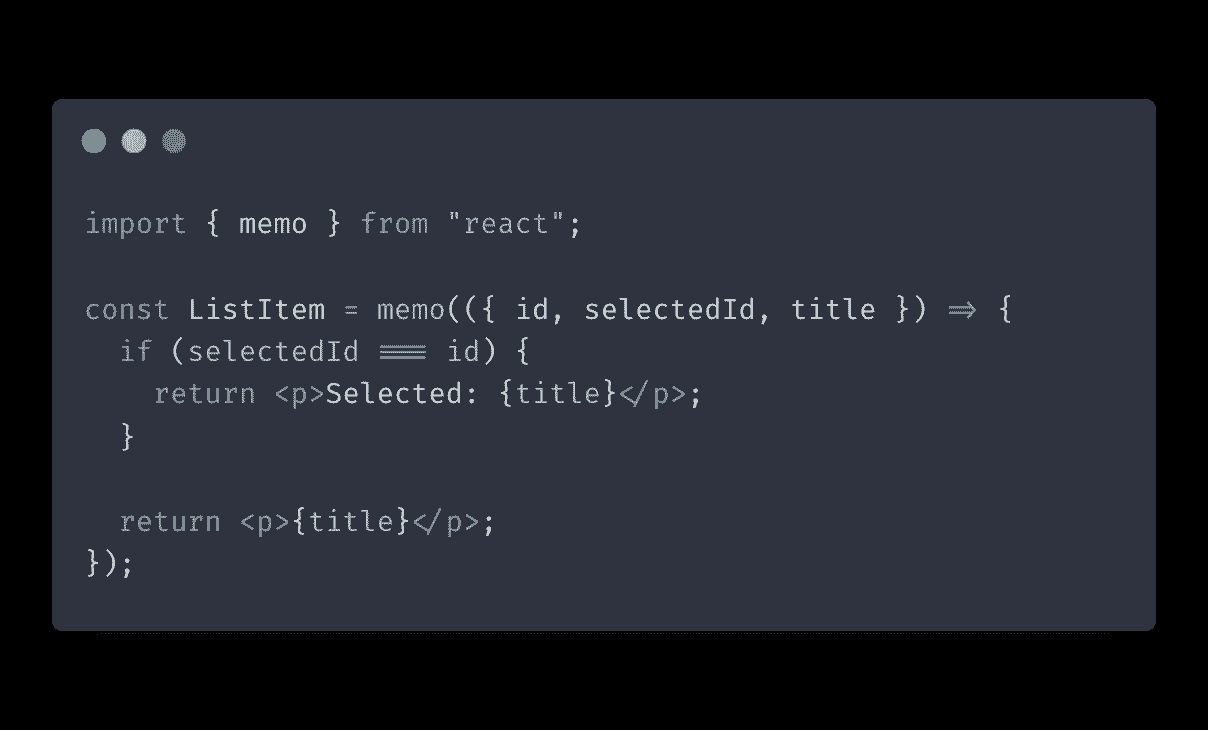 import { memo } from "react";
const ListItem = memo(({ id, selectedId, title }) => {
  if (selectedId === id) {
    return <p>Selected: {title}</p>;
  }
  return <p>{title}</p>;
});